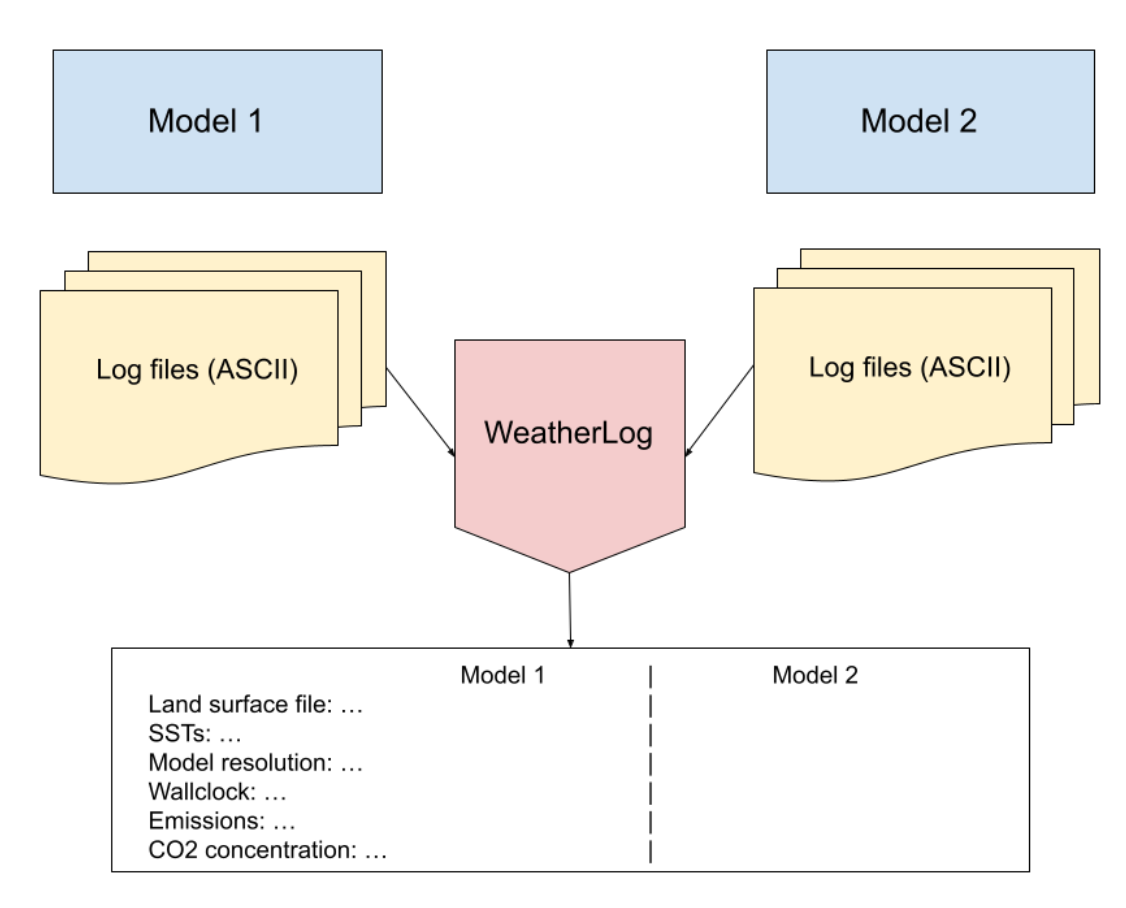 Model 1
Model 2
Log files (ASCII)
Log files (ASCII)
WeatherLog
Model 1
Model 2
Land surface file: …
SSTs: …
Model resolution: …
Wallclock: …
Emissions: …
CO2 concentration: …